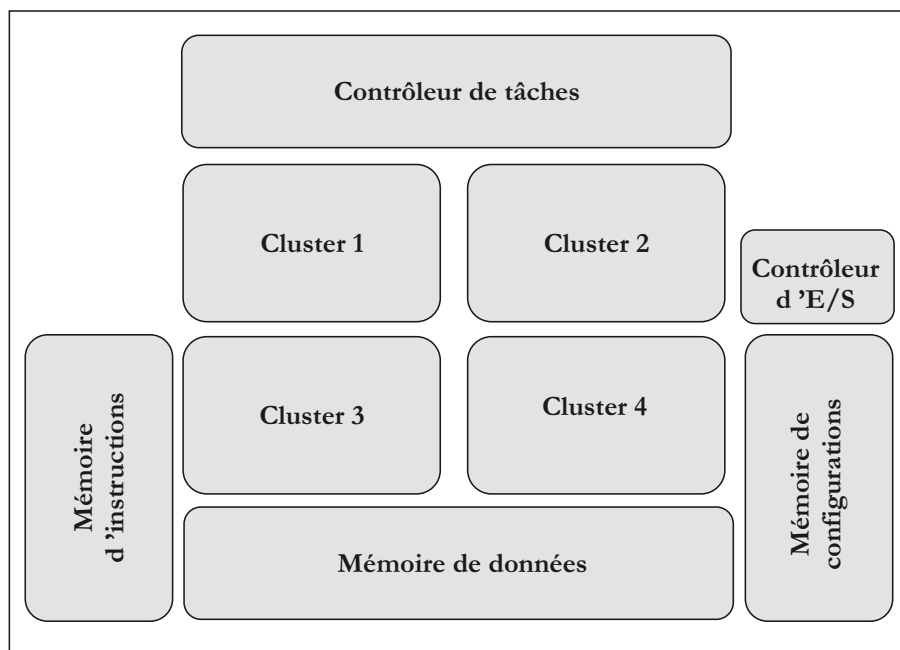 Contrôleur de tâches
Cluster 1
Cluster 2
Contrôleur
d ’E/S
Cluster 3
Cluster 4
Mémoire
d ’instructions
Mémoire de
configurations
Mémoire de données